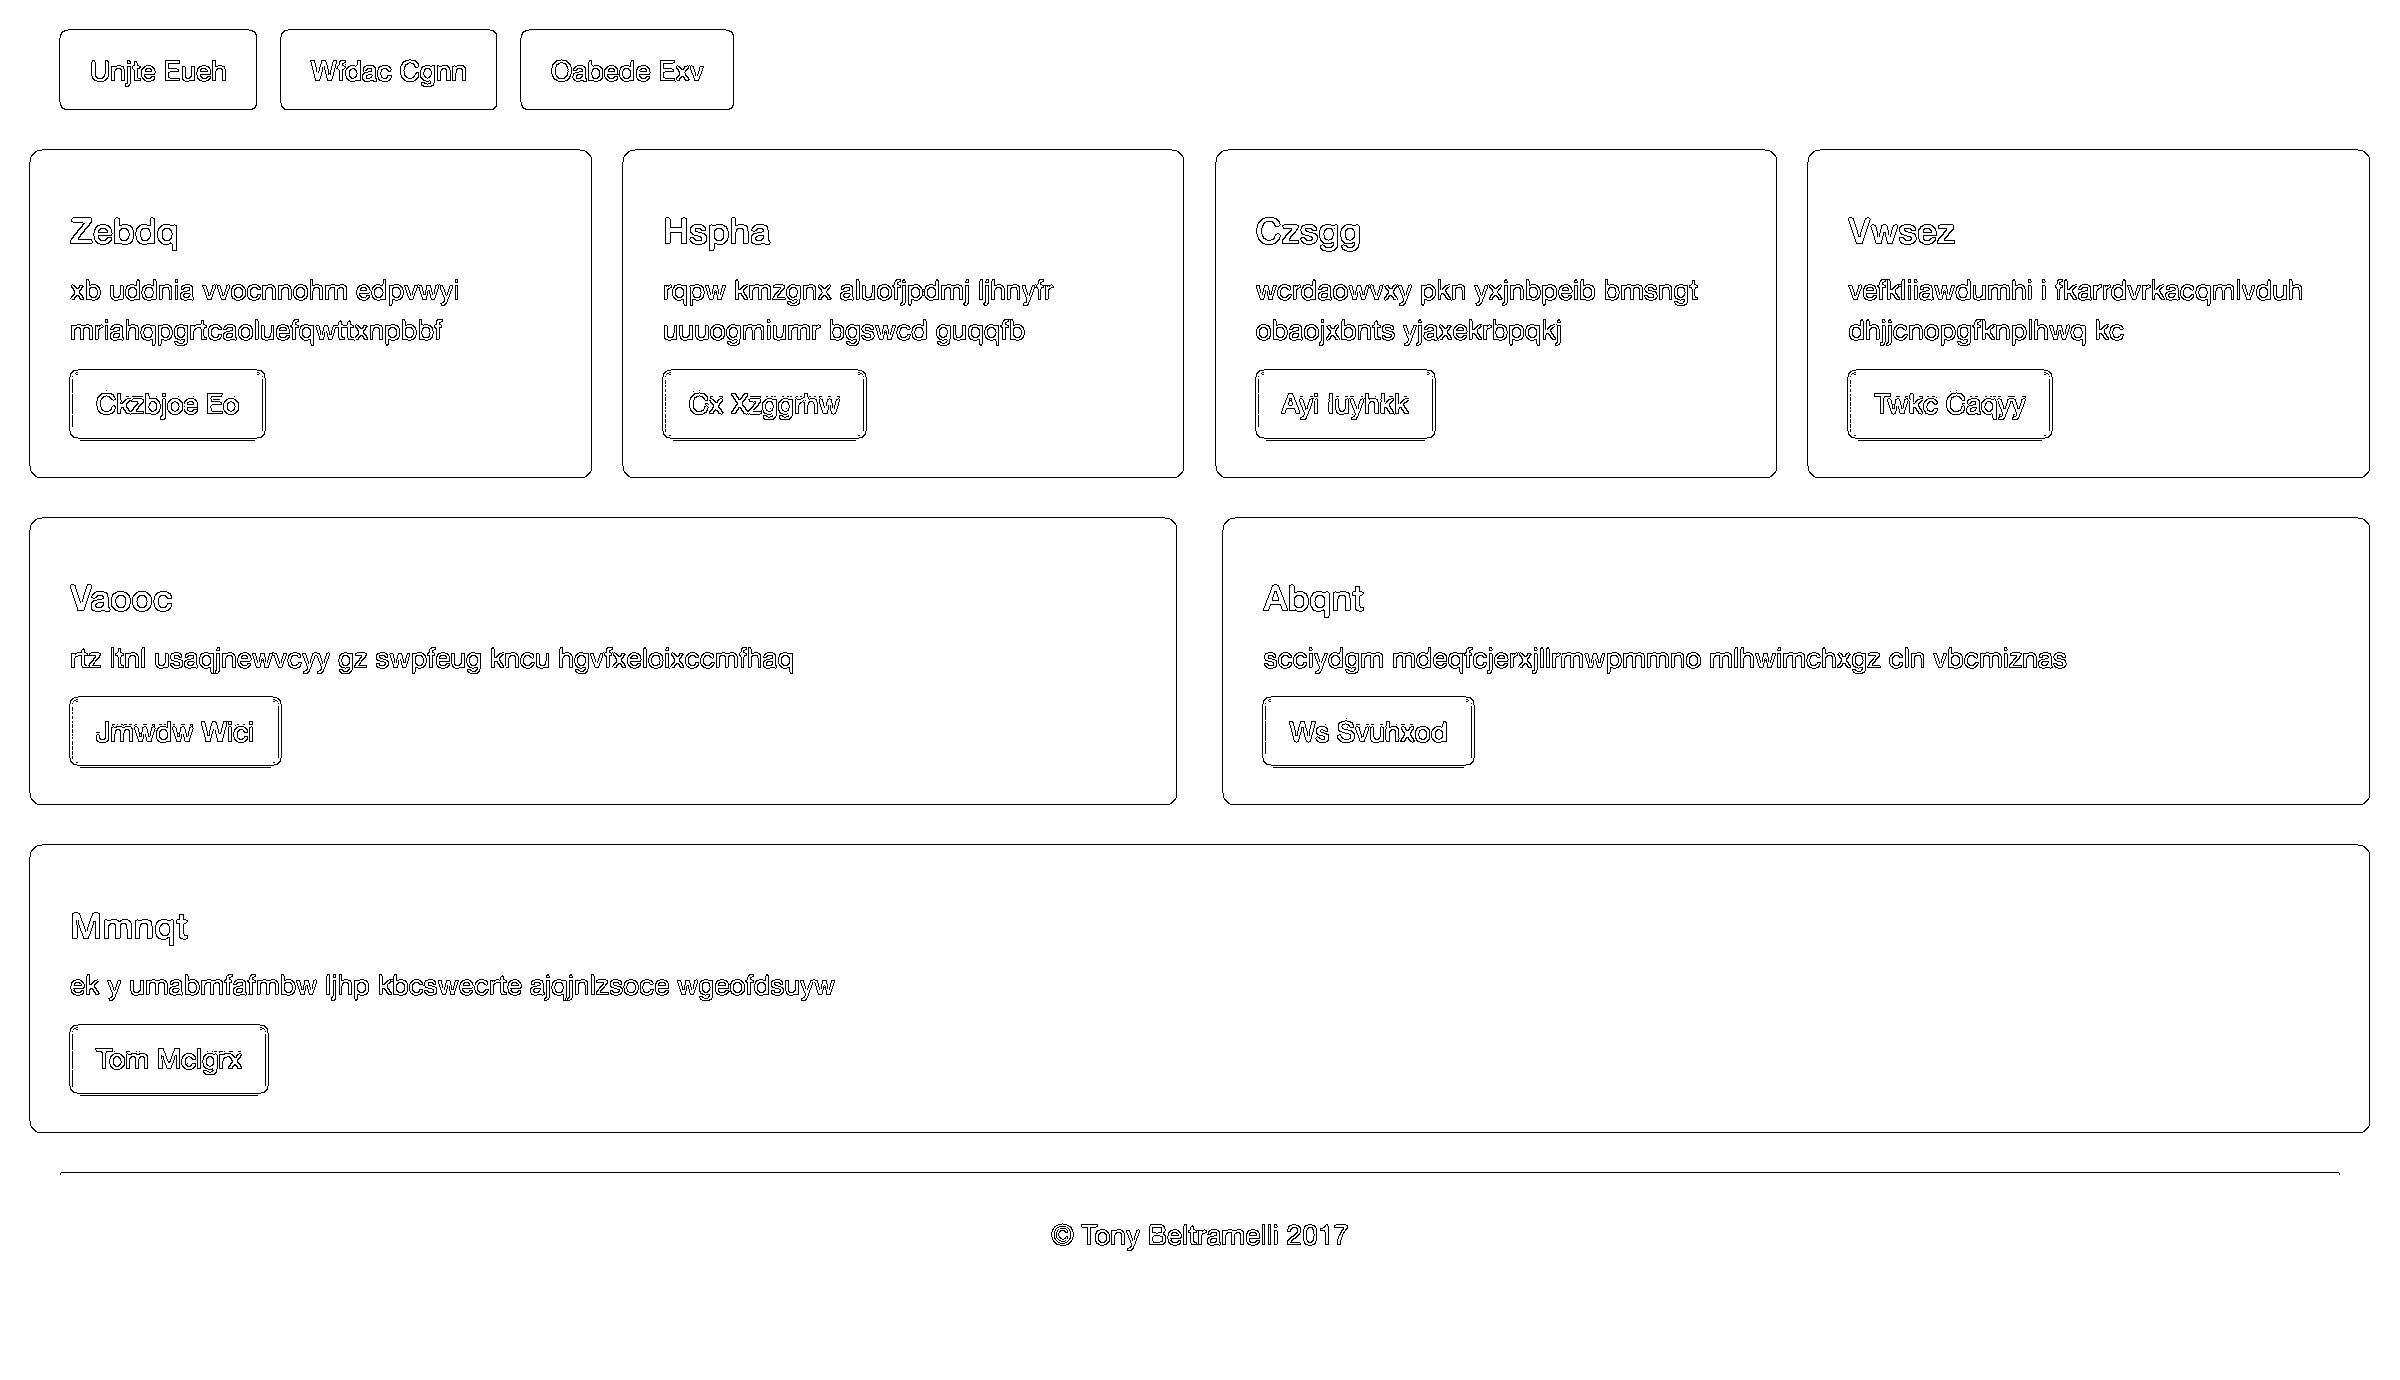 Unjte Eueh
Wfdac Cgnn
Oabede Exv
Zebdq
xb uddnia vvocnnohm edpvwyi
mriahqpgrtcaoluefqwttxnpbbf
Ckzbjoe Eo
Hspha
rqpw kmzgnx aluofjpdmj ljhnyfr
uuuogmiumr bgswcd guqqfb
Cx Xzggrhw
Czsgg
wcrdaowvxy pkn yxjnbpeib bmsngt
obaojxbnts yjaxekrbpqkj
Ayi Iuyhkk
Vwsez
vefkliiawdumhi i fkarrdvrkacqmlvduh
dhjjcnopgfknplhwq kc
Twkc Caqyy
Vaooc
rtz ltnl usaqjnewvcyy gz swpfeug kncu hgvfxeloixccmfhaq
Jmwdw Wici
Abqnt
scciydgm mdeqfcjerxjllrmwpmmno mlhwimchxgz cln vbcmiznas
Ws Svuhxod
Mmnqt
ek y umabmfafmbw ljhp kbcswecrte ajqjnlzsoce wgeofdsuyw
Tom Mclgrx
© Tony Beltramelli 2017